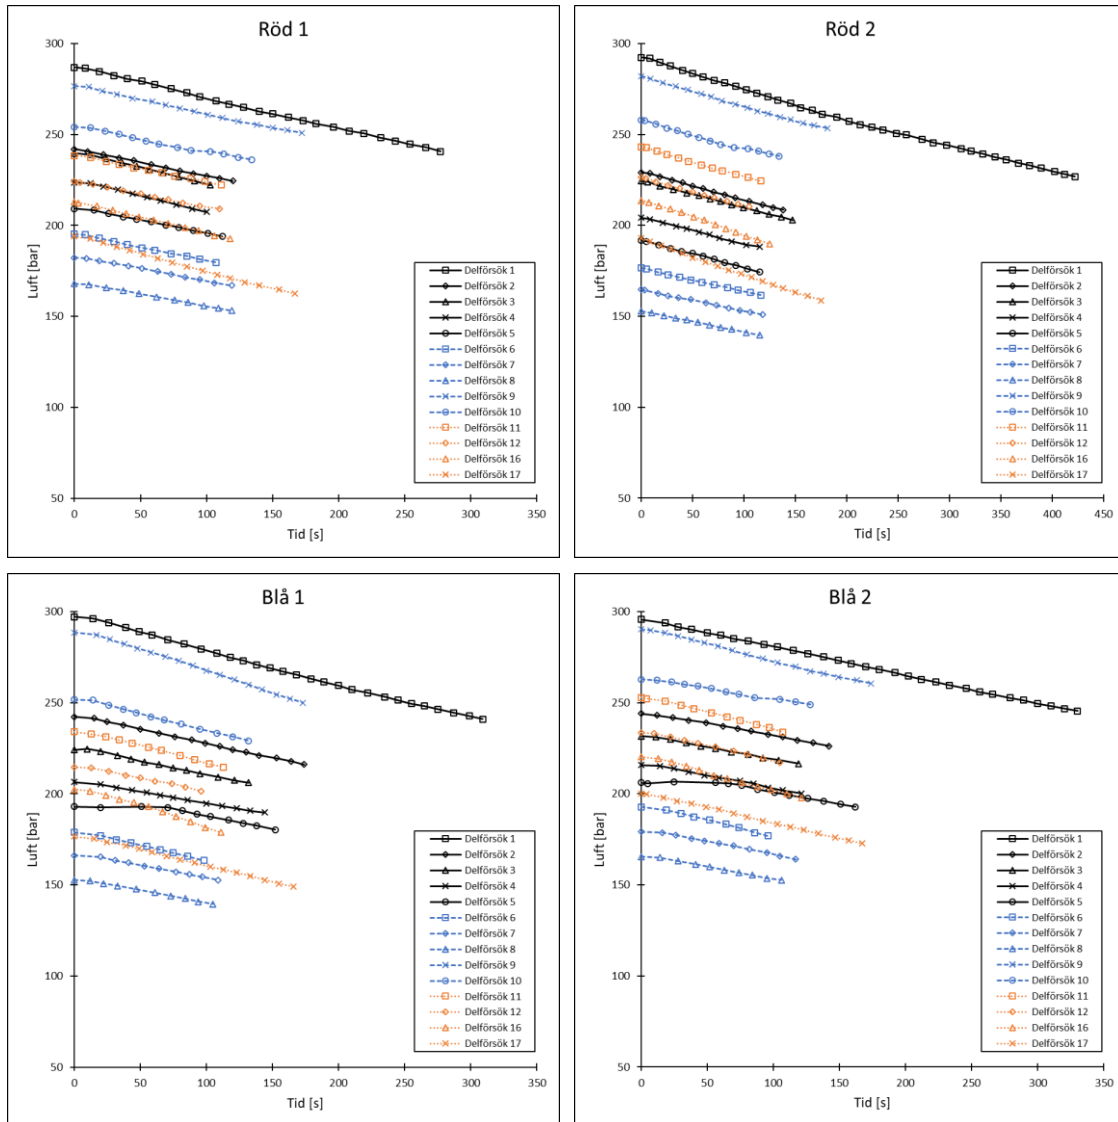 Röd 1
Luft [bar]
300
250
200
150
100
50
0
50
100
150
200
250
300
350
Tid [s]
Delförsök 1
Delförsök 2
Delförsök 3
Delförsök 4
Delförsök 5
Delförsök 6
Delförsök 7
Delförsök 8
Delförsök 9
Delförsök 10
Delförsök 11
Delförsök 12
Delförsök 16
Delförsök 17
Röd 2
Luft [bar]
300
250
200
150
100
50
0
50
100
150
200
250
300
350
400
450
Tid [s]
Delförsök 1
Delförsök 2
Delförsök 3
Delförsök 4
Delförsök 5
Delförsök 6
Delförsök 7
Delförsök 8
Delförsök 9
Delförsök 10
Delförsök 11
Delförsök 12
Delförsök 16
Delförsök 17
Blå 1
Luft [bar]
300
250
200
150
100
50
0
50
100
150
200
250
300
350
Tid [s]
Delförsök 1
Delförsök 2
Delförsök 3
Delförsök 4
Delförsök 5
Delförsök 6
Delförsök 7
Delförsök 8
Delförsök 9
Delförsök 10
Delförsök 11
Delförsök 12
Delförsök 16
Delförsök 17
Blå 2
Luft [bar]
300
250
200
150
100
50
0
50
100
150
200
250
300
350
Tid [s]
Delförsök 1
Delförsök 2
Delförsök 3
Delförsök 4
Delförsök 5
Delförsök 6
Delförsök 7
Delförsök 8
Delförsök 9
Delförsök 10
Delförsök 11
Delförsök 12
Delförsök 16
Delförsök 17